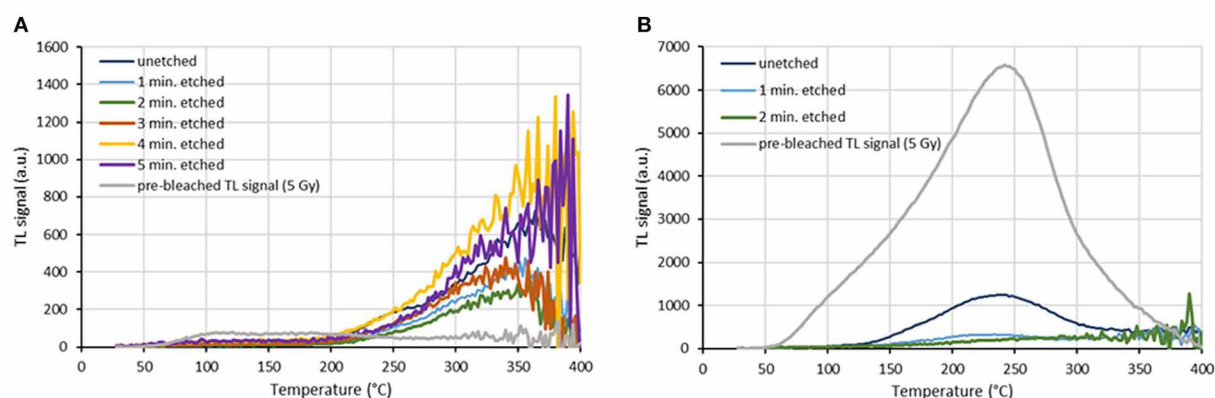 A
1600
1400
1200
1000
800
600
400
200
0
TL signal (a.u.)
unetched
1 min. etched
2 min. etched
3 min. etched
4 min. etched
5 min. etched
pre-bleached TL signal (5 Gy)
0 50 100 150 200 250 300 350 400
Temperature (°C)
B
7000
6000
5000
4000
3000
2000
1000
0
TL signal (a.u.)
unetched
1 min. etched
2 min. etched
pre-bleached TL signal (5 Gy)
0 50 100 150 200 250 300 350 400
Temperature (°C)